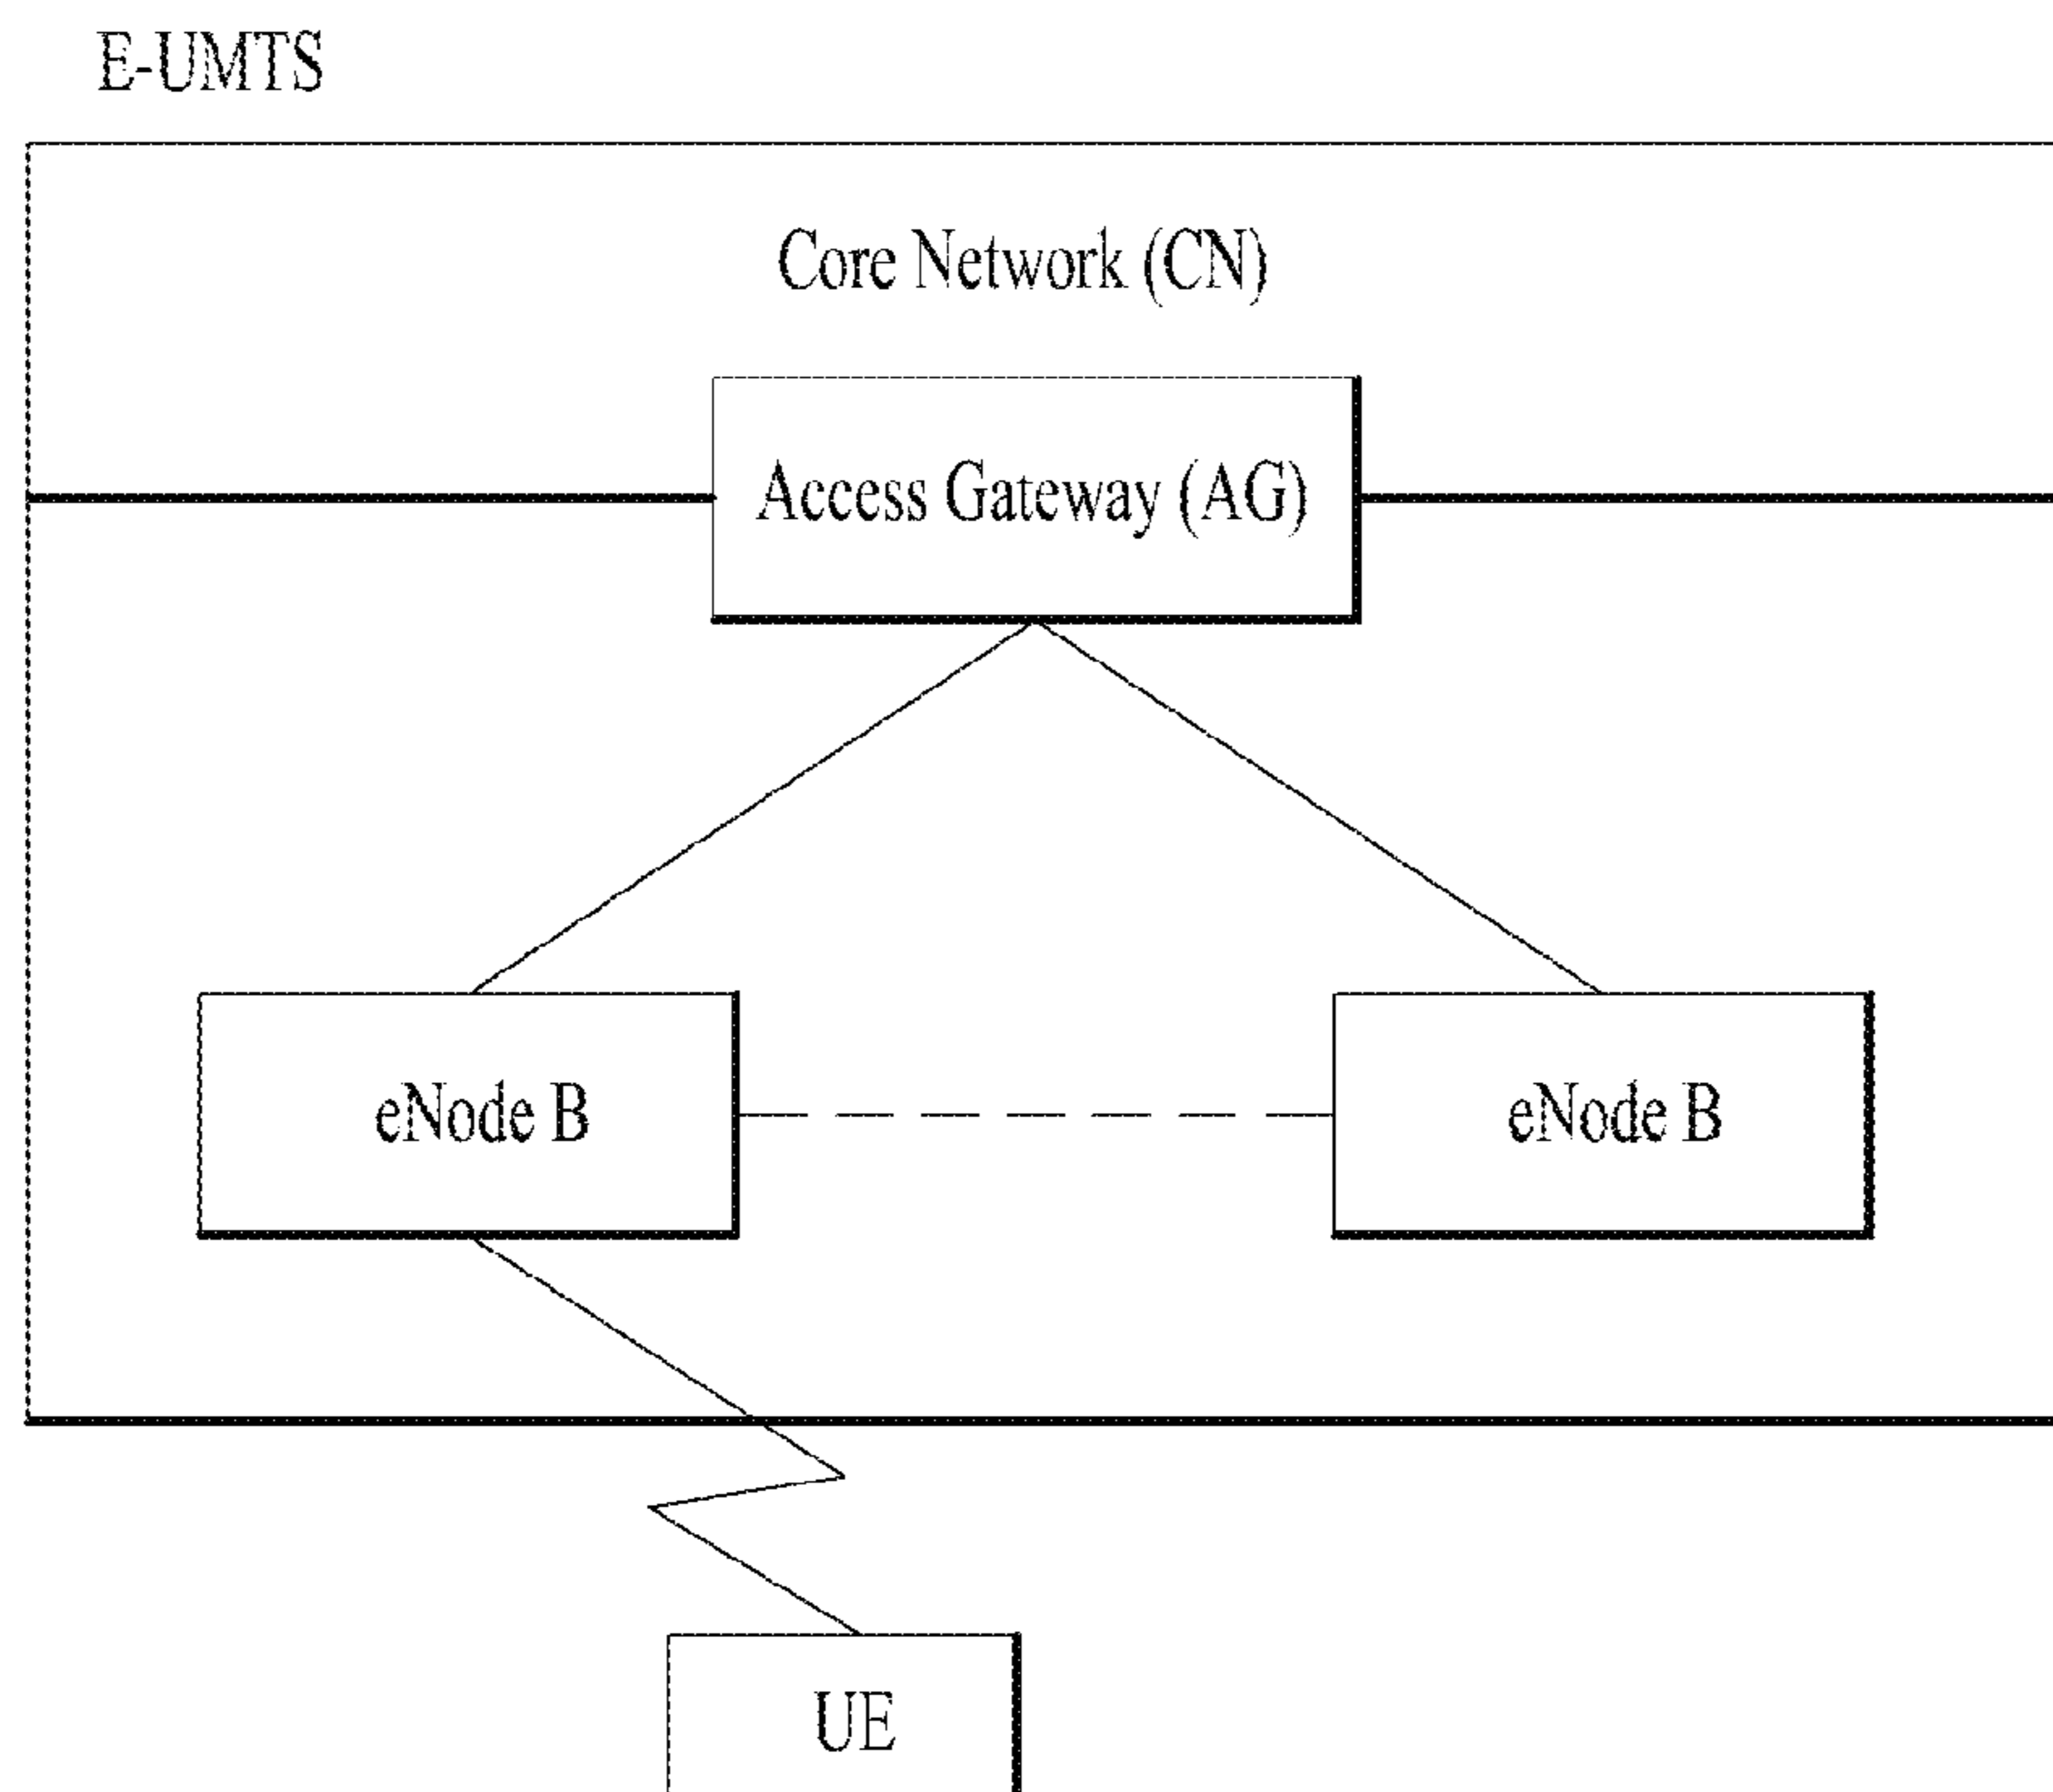 E-UMTS
Core Network (CN)
Access Gateway (AG)
eNode B
eNode B
UE